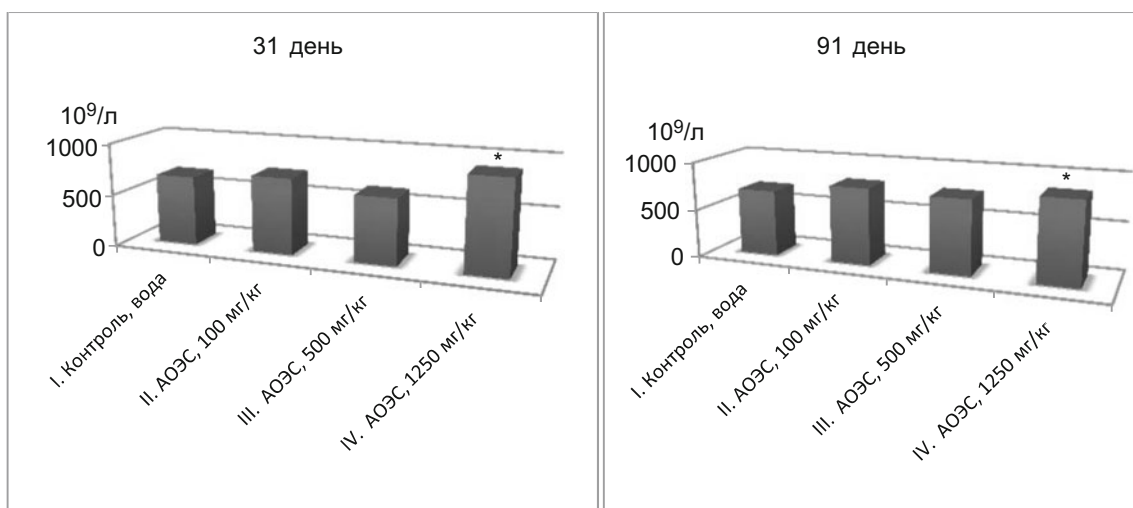 31 день
10⁹/л
1000
*
500
0
I. Контроль, вода
II. АОЭС, 100 мг/кг
III. АОЭС, 500 мг/кг
IV. АОЭС, 1250 мг/кг
91 день
10⁹/л
1000
*
500
0
I. Контроль, вода
II. АОЭС, 100 мг/кг
III. АОЭС, 500 мг/кг
IV. АОЭС, 1250 мг/кг